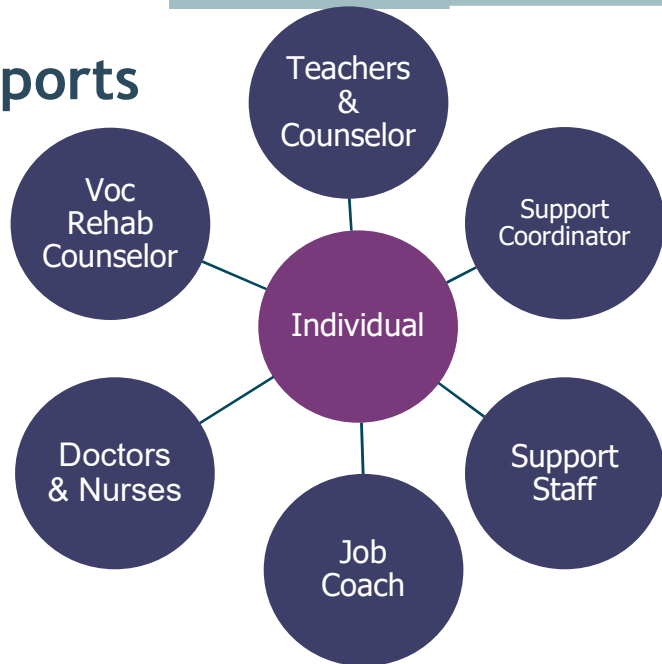 ports
Teachers
&
Counselor
Voc
Rehab
Counselor
Support
Coordinator
Individual
Doctors
& Nurses
Support
Staff
Job
Coach